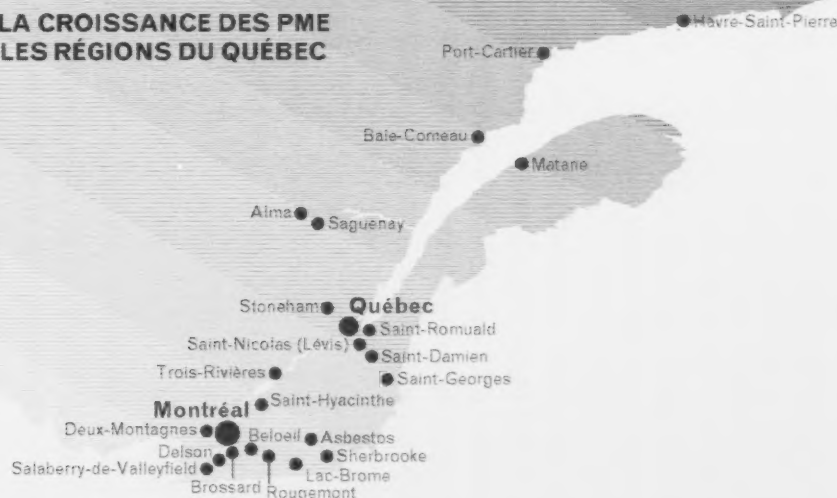 LA CROISSANCE DES PME
LES RÉGIONS DU QUÉBEC
Havre-Saint-Pierre
Port-Cartier
Baie-Comeau
Matane
Alma
Saguenay
Stoneham
Québec
Saint-Romuald
Saint-Nicolas (Lévis)
Saint-Damien
Trois-Rivières
Saint-Georges
Montréal
Saint-Hyacinthe
Deux-Montagnes
Beloeil
Asbestos
Delson
Sherbrooke
Salaberry-de-Valleyfield
Lac-Brome
Brossard
Rougemont